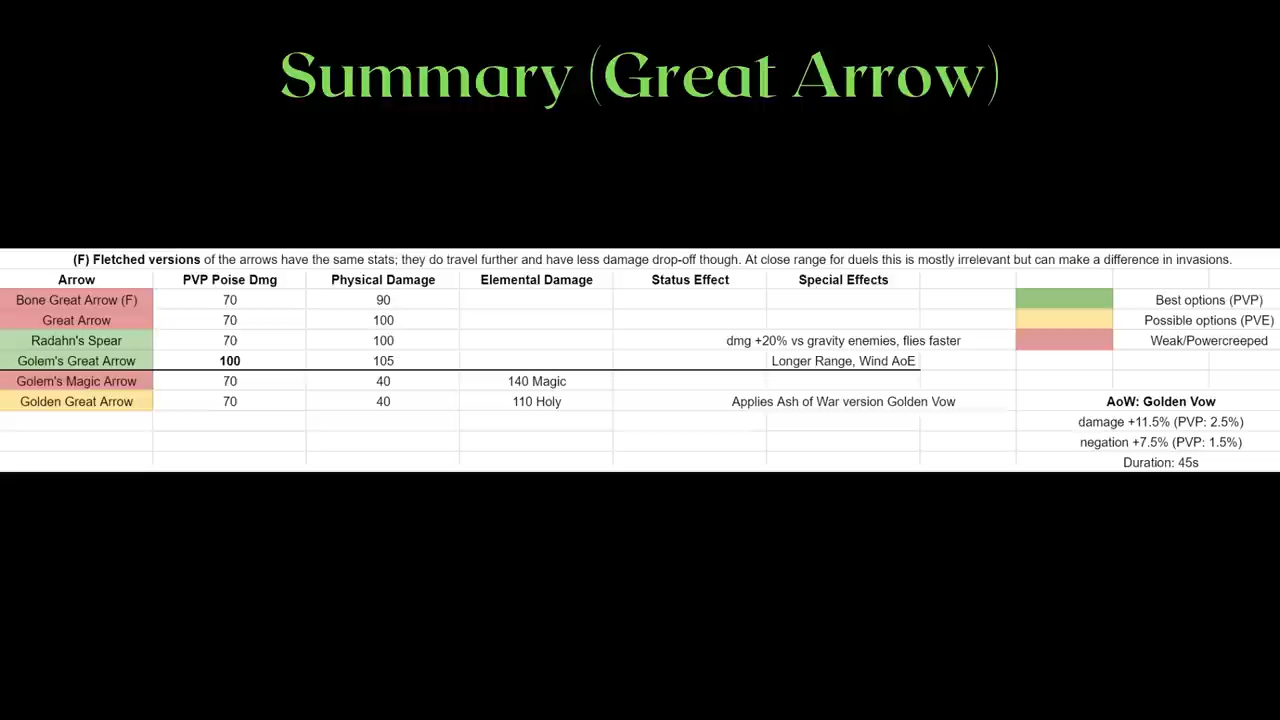 Summary (Great Arrow)
(F) Fletched versions of the arrows have the same stats; they do travel further and have less damage drop-off though. At close range for duels this is mostly irrelevant but can make a difference in invasions.
Arrow PVP Poise Dmg Physical Damage Elemental Damage Status Effect Special Effects
Bone Great Arrow (F) 70 90 Best options (PVP)
Great Arrow 70 100 Possible options (PVE)
Radahn's Spear 70 100 dmg +20% vs gravity enemies, flies faster Weak/Powercreeped
Golem's Great Arrow 100 105 Longer Range, Wind AoE
Golem's Magic Arrow 70 40 140 Magic
Golden Great Arrow 70 40 110 Holy Applies Ash of War version Golden Vow AoW: Golden Vow
damage +11.5% (PVP: 2.5%)
negation +7.5% (PVP: 1.5%)
Duration: 45s